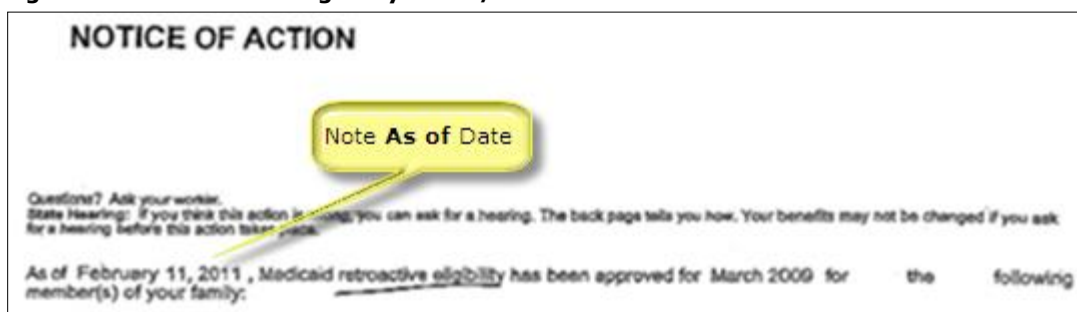 NOTICE OF ACTION
Note As of Date
Questions? Ask your worker.
State Hearing: If you think this action is wrong, you can ask for a hearing. The back page tells you how. Your benefits may not be changed if you ask
for a hearing before this action takes place.
As of February 11, 2011 , Medicaid retroactive eligibility has been approved for March 2009 for the following
member(s) of your family: